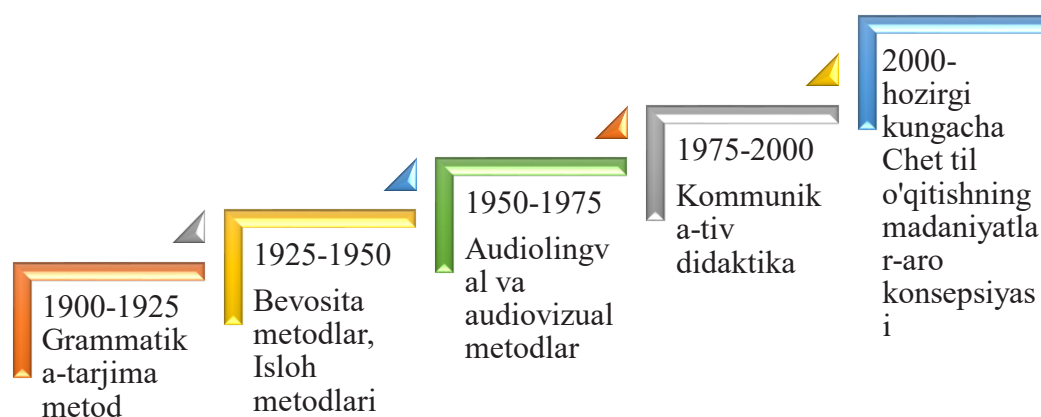 1900-1925
Grammatik
a-tarjima
metod
1925-1950
Bevosita
metodlar,
Isloh
metodlari
1950-1975
Audiolingv
al va
audiovizual
metodlar
1975-2000
Kommunik
a-tiv
didaktika
2000-
hozirgi
kungacha
Chet til
o'qitishning
madaniyatla
r-aro
konsepsiyas
i